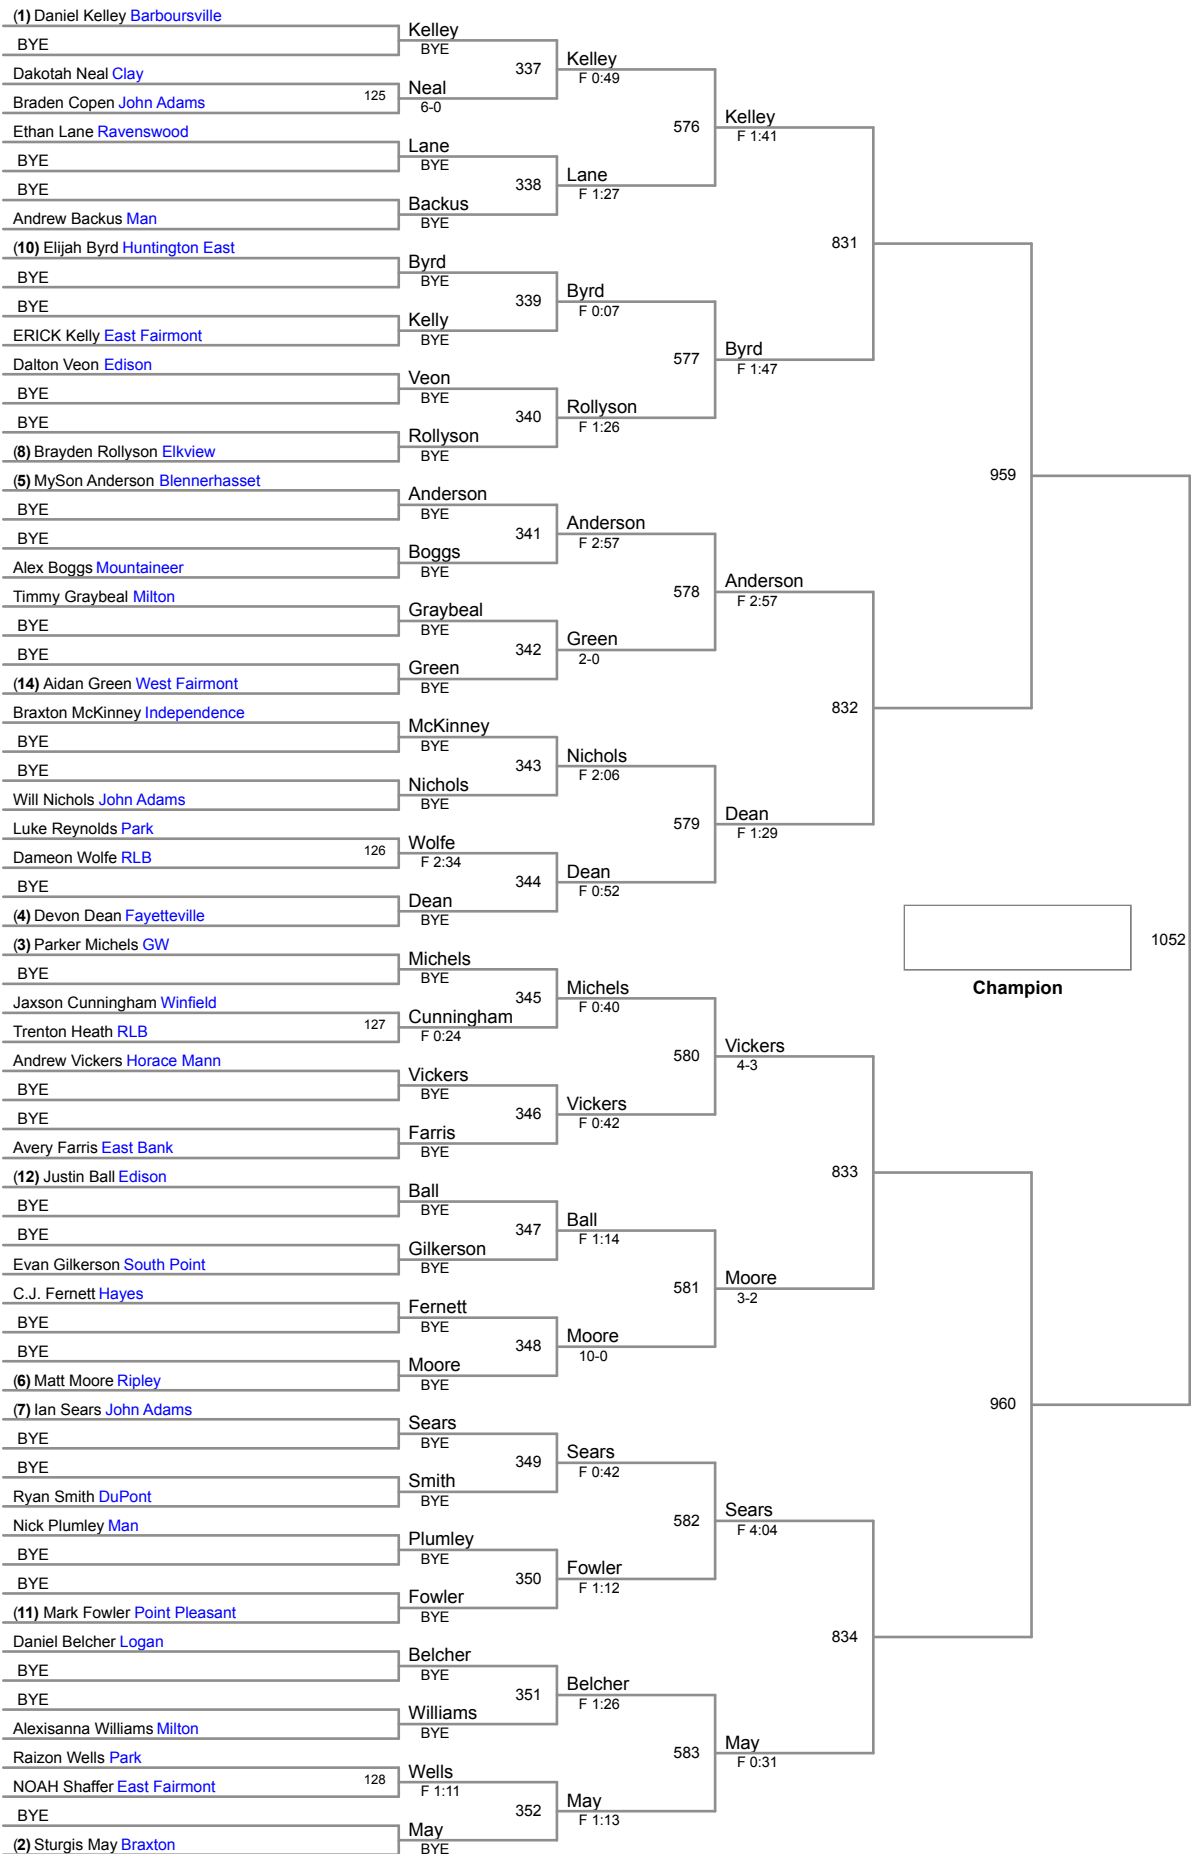 (1) Daniel Kelley Barboursville
BYE
Dakotah Neal Clay
Braden Copen John Adams
Ethan Lane Ravenswood
BYE
BYE
Andrew Backus Man
(10) Elijah Byrd Huntington East
BYE
BYE
ERICK Kelly East Fairmont
Dalton Veon Edison
BYE
BYE
(8) Brayden Rollyson Elkview
(5) MySon Anderson Blennerhasset
BYE
BYE
Alex Boggs Mountaineer
Timmy Graybeal Milton
BYE
BYE
(14) Aidan Green West Fairmont
Braxton McKinney Independence
BYE
BYE
Will Nichols John Adams
Luke Reynolds Park
Dameon Wolfe RLB
BYE
(4) Devon Dean Fayetteville
(3) Parker Michels GW
BYE
Jaxson Cunningham Winfield
Trenton Heath RLB
Andrew Vickers Horace Mann
BYE
BYE
Avery Farris East Bank
(12) Justin Ball Edison
BYE
BYE
Evan Gilkerson South Point
C.J. Fernett Hayes
BYE
BYE
(6) Matt Moore Ripley
(7) Ian Sears John Adams
BYE
BYE
Ryan Smith DuPont
Nick Plumley Man
BYE
BYE
(11) Mark Fowler Point Pleasant
Daniel Belcher Logan
BYE
BYE
Alexisanna Williams Milton
Raizon Wells Park
NOAH Shaffer East Fairmont
BYE
(2) Sturgis May Braxton
125
126
127
128
Kelley
BYE
Neal
6-0
Lane
BYE
Backus
BYE
Byrd
BYE
Kelly
BYE
Veon
BYE
Rollyson
BYE
Anderson
BYE
Boggs
BYE
Graybeal
BYE
Green
BYE
McKinney
BYE
Nichols
BYE
Wolfe
F 2:34
Dean
BYE
Michels
BYE
Cunningham
F 0:24
Vickers
BYE
Farris
BYE
Ball
BYE
Gilkerson
BYE
Fernett
BYE
Moore
BYE
Sears
BYE
Smith
BYE
Plumley
BYE
Fowler
BYE
Belcher
BYE
Williams
BYE
Wells
F 1:11
May
BYE
337
338
339
340
341
342
343
344
345
346
347
348
349
350
351
352
Kelley
F 0:49
Lane
F 1:27
Byrd
F 0:07
Rollyson
F 1:26
Anderson
F 2:57
Green
2-0
Nichols
F 2:06
Dean
F 0:52
Michels
F 0:40
Vickers
F 0:42
Ball
F 1:14
Moore
10-0
Sears
F 0:42
Fowler
F 1:12
Belcher
F 1:26
May
F 1:13
576
577
578
579
580
581
582
583
Kelley
F 1:41
Byrd
F 1:47
Anderson
F 2:57
Dean
F 1:29
Vickers
4-3
Moore
3-2
Sears
F 4:04
May
F 0:31
831
832
833
834
959
960
1052
Champion